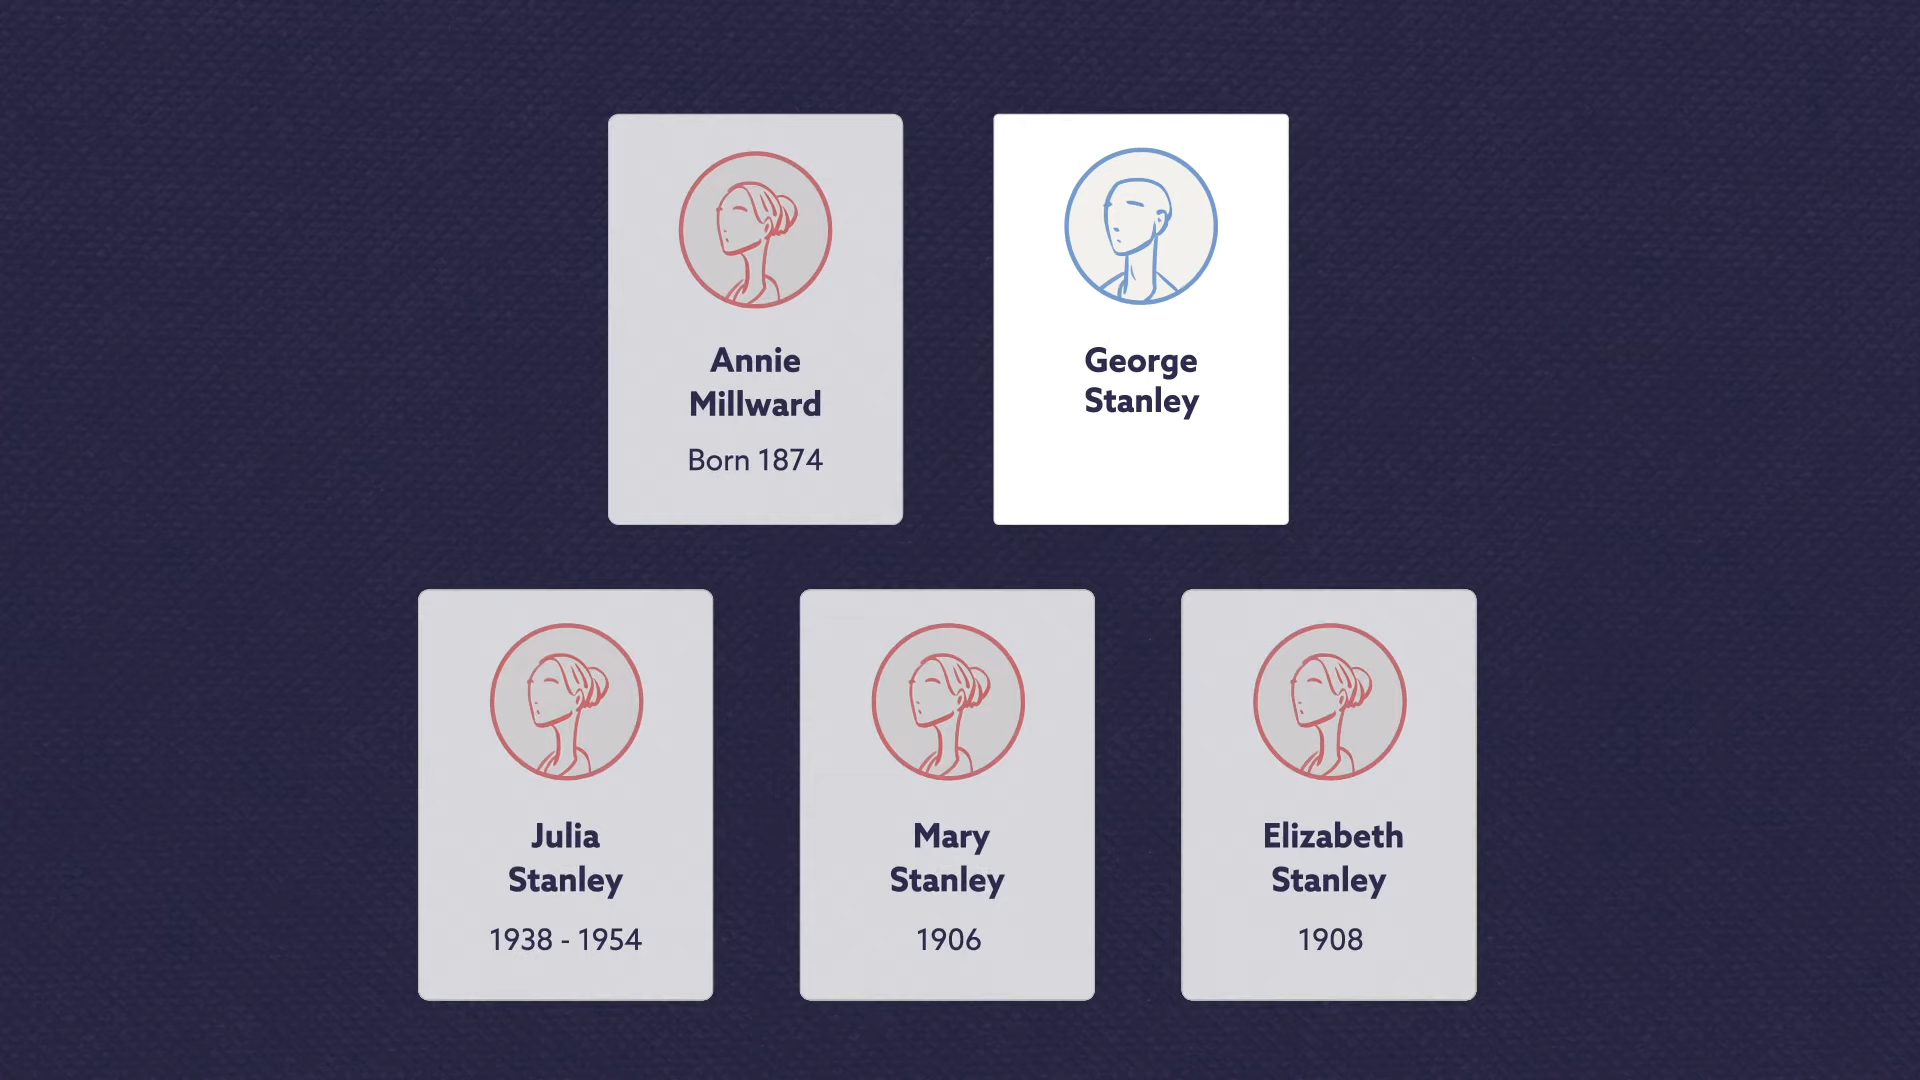 Annie
Millward
Born 1874
George
Stanley
Julia
Stanley
1938 - 1954
Mary
Stanley
1906
Elizabeth
Stanley
1908